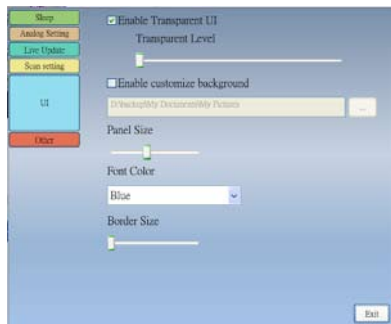 Sleep
Analog Setting
Live Update
Scan setting
UI
Other
Enable Transparent UI
Transparent Level
Enable customize background
D:\backup\My Documents\My Pictures
...
Panel Size
Font Color
Blue
Border Size
Exit